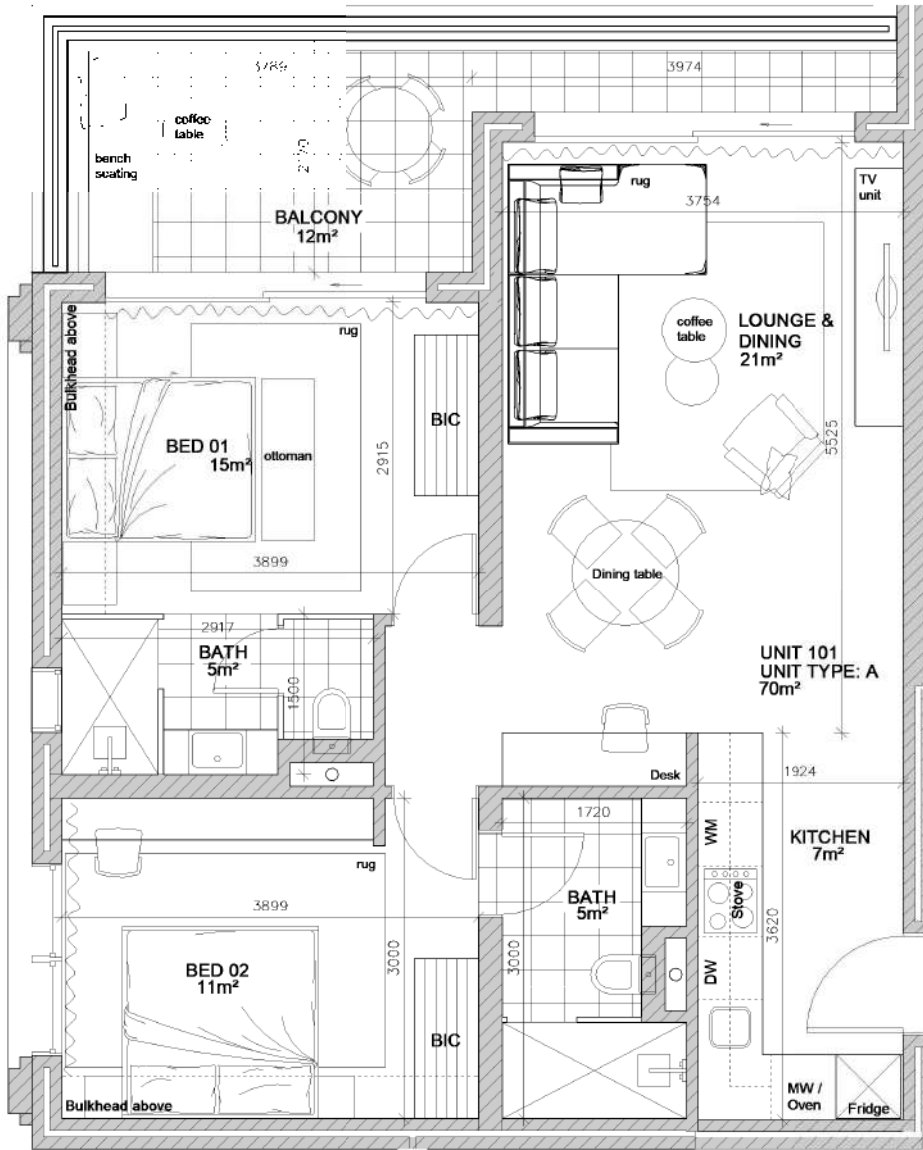 3789
3974
coffee
table
bench
seating
rug
TV
unit
3754
BALCONY
12m²
Bulkhead above
rug
coffee
table
LOUNGE &
DINING
21m²
BIC
BED 01
15m²
ottoman
2915
5525
3899
Dining table
2917
BATH
5m²
1500
UNIT 101
UNIT TYPE: A
70m²
Desk
1924
1720
WM
KITCHEN
7m²
rug
Stove
BATH
5m²
3899
3620
3000
3000
DW
BED 02
11m²
BIC
Bulkhead above
MW /
Oven
Fridge